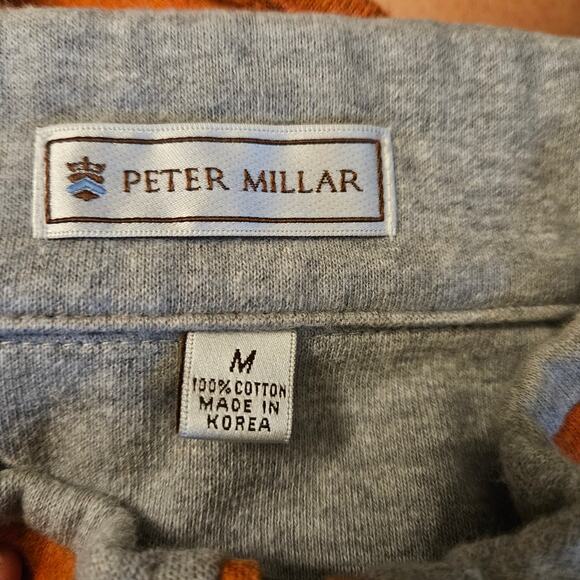 PETER MILLAR
M
100% COTTON
MADE IN
KOREA